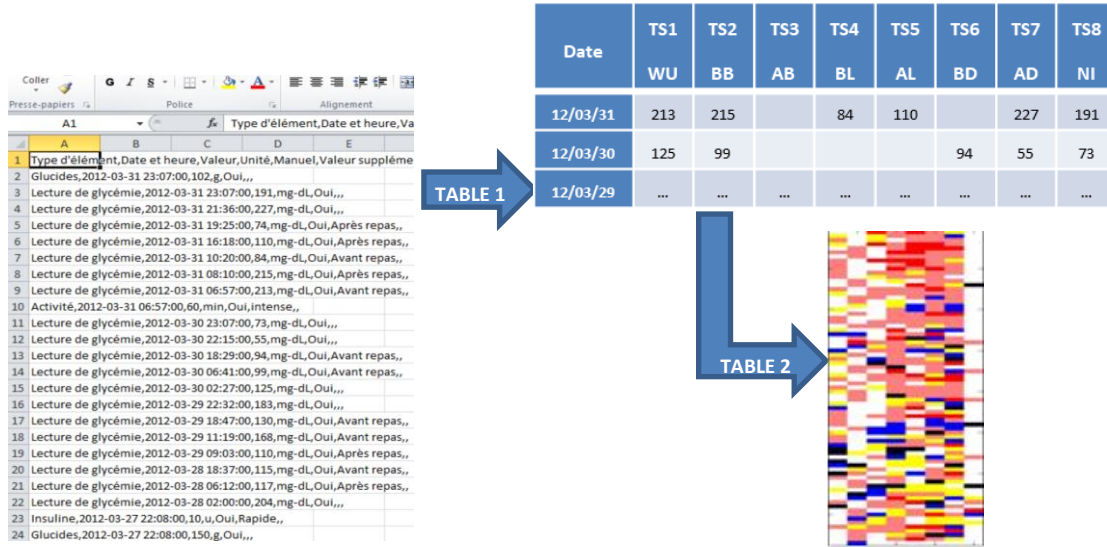 Coller
G I S A
Presse-papiers Police Alignement
A1 fx Type d'élément,Date et heure,Va
A B C D E
1 Type d'élément,Date et heure,Valeur,Unité,Manuel,Valeur suppléme
2 Glucides,2012-03-31 23:07:00,102,g,Oui,,,
3 Lecture de glycémie,2012-03-31 23:07:00,191,mg-dL,Oui,,,
4 Lecture de glycémie,2012-03-31 21:36:00,227,mg-dL,Oui,,,
5 Lecture de glycémie,2012-03-31 19:25:00,74,mg-dL,Oui,Après repas,,
6 Lecture de glycémie,2012-03-31 16:18:00,110,mg-dL,Oui,Après repas,,
7 Lecture de glycémie,2012-03-31 10:20:00,84,mg-dL,Oui,Avant repas,,
8 Lecture de glycémie,2012-03-31 08:10:00,215,mg-dL,Oui,Après repas,,
9 Lecture de glycémie,2012-03-31 06:57:00,213,mg-dL,Oui,Avant repas,,
10 Activité,2012-03-31 06:57:00,60,min,Oui,intense,,
11 Lecture de glycémie,2012-03-30 23:07:00,73,mg-dL,Oui,,,
12 Lecture de glycémie,2012-03-30 22:15:00,55,mg-dL,Oui,,,
13 Lecture de glycémie,2012-03-30 18:29:00,94,mg-dL,Oui,Avant repas,,
14 Lecture de glycémie,2012-03-30 06:41:00,99,mg-dL,Oui,Avant repas,,
15 Lecture de glycémie,2012-03-30 02:27:00,125,mg-dL,Oui,,,
16 Lecture de glycémie,2012-03-29 22:32:00,183,mg-dL,Oui,,,
17 Lecture de glycémie,2012-03-29 18:47:00,130,mg-dL,Oui,Avant repas,,
18 Lecture de glycémie,2012-03-29 11:19:00,168,mg-dL,Oui,Avant repas,,
19 Lecture de glycémie,2012-03-29 09:03:00,110,mg-dL,Oui,Après repas,,
20 Lecture de glycémie,2012-03-28 18:37:00,115,mg-dL,Oui,Avant repas,,
21 Lecture de glycémie,2012-03-28 06:12:00,117,mg-dL,Oui,Après repas,,
22 Lecture de glycémie,2012-03-28 02:00:00,204,mg-dL,Oui,,,
23 Insuline,2012-03-27 22:08:00,10,u,Oui,Rapide,,
24 Glucides,2012-03-27 22:08:00,150,g,Oui,,,
TABLE 1
Date TS1 TS2 TS3 TS4 TS5 TS6 TS7 TS8
WU BB AB BL AL BD AD NI
12/03/31 213 215 84 110 227 191
12/03/30 125 99 94 55 73
12/03/29 ... ... ... ... ... ... ... ...
TABLE 2